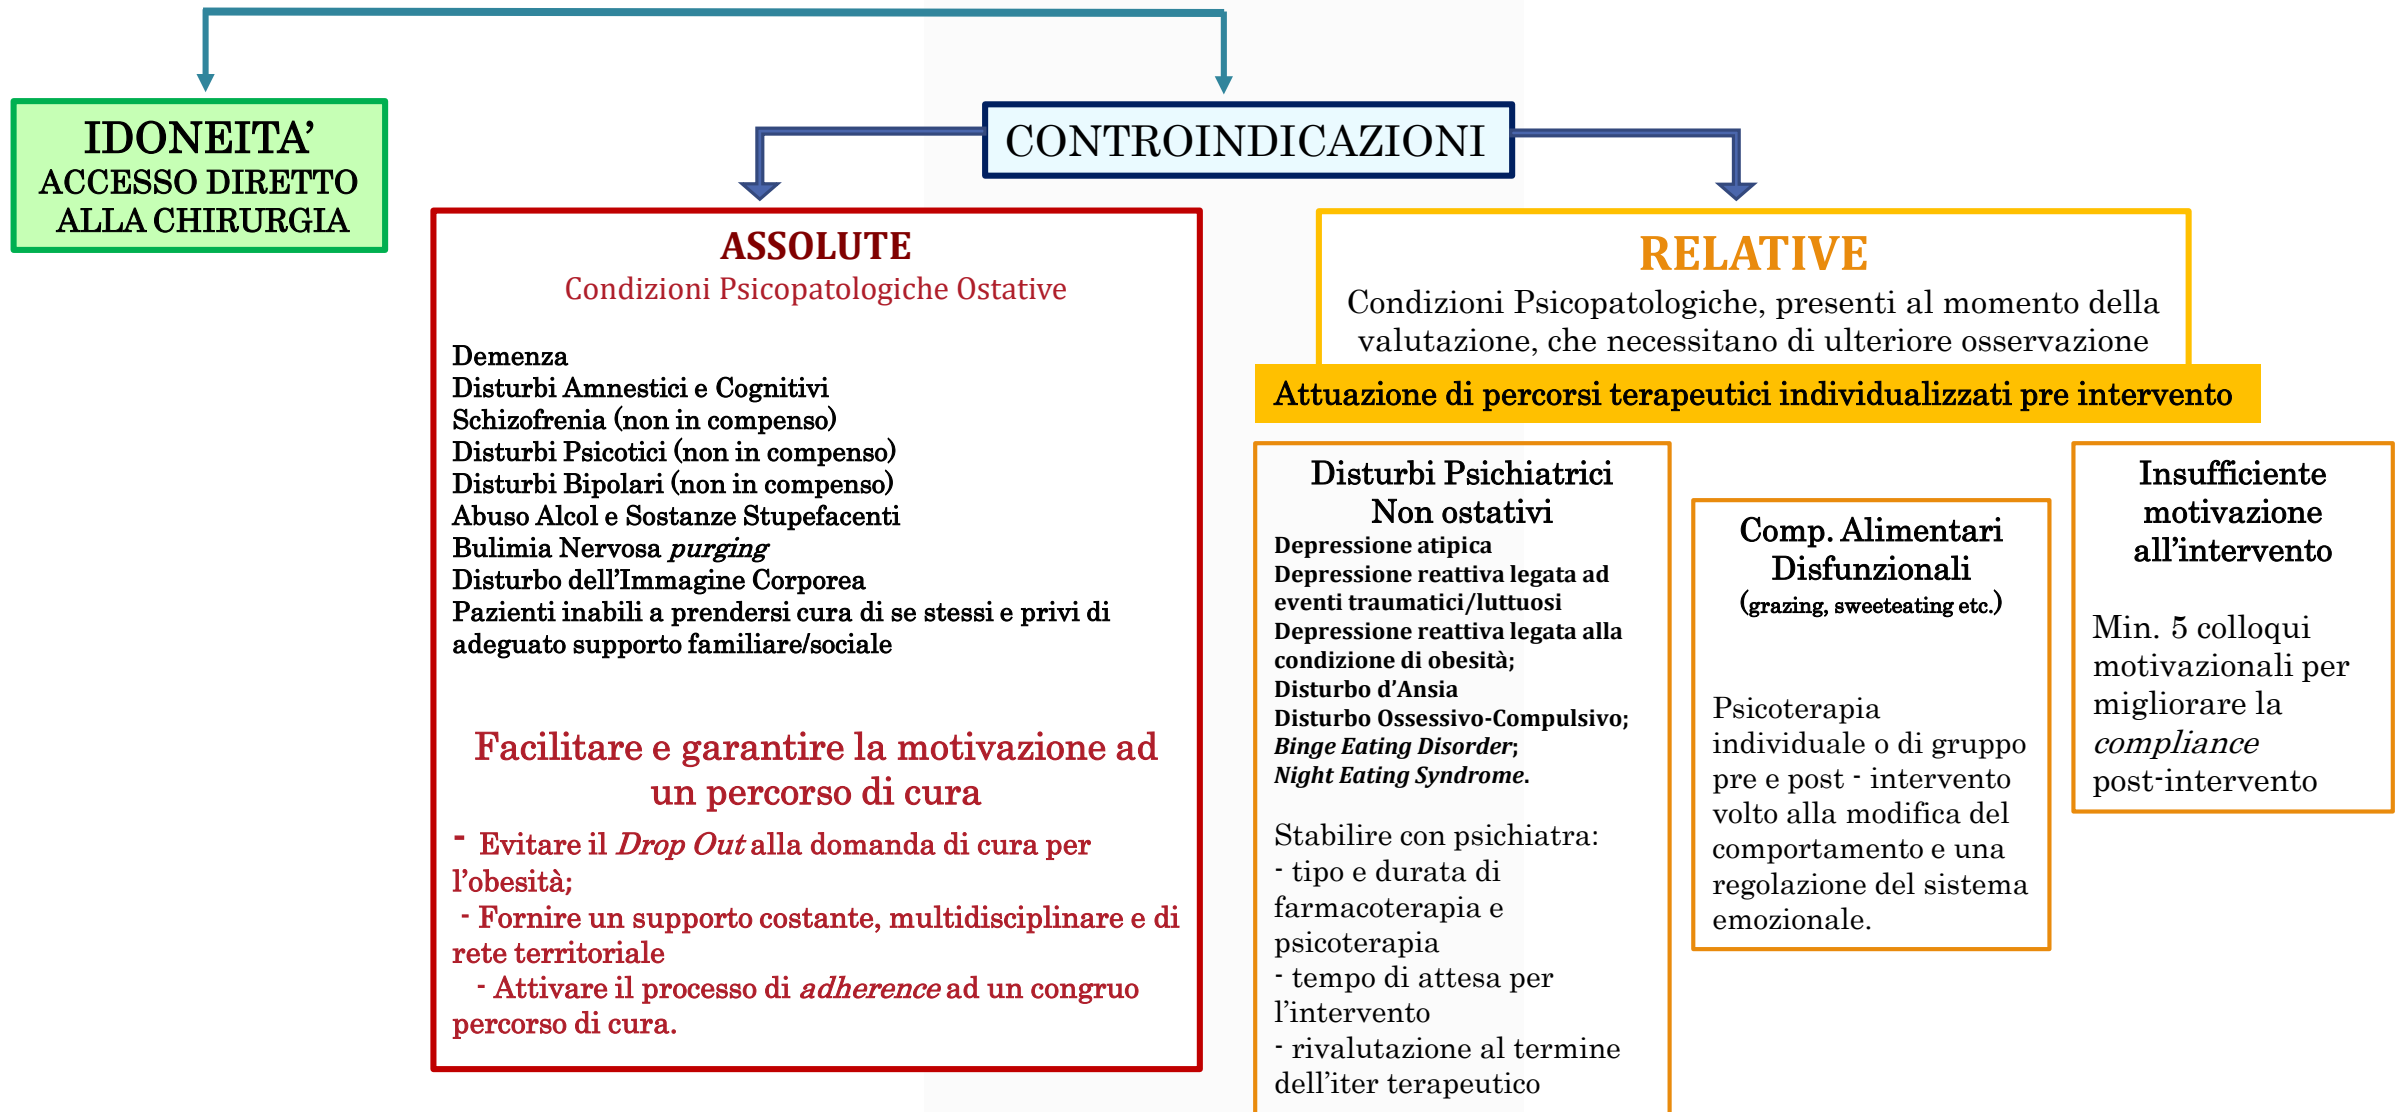 IDONEITA’
ACCESSO DIRETTO
ALLA CHIRURGIA
CONTROINDICAZIONI
ASSOLUTE
Condizioni Psicopatologiche Ostative
Demenza
Disturbi Amnestici e Cognitivi
Schizofrenia (non in compenso)
Disturbi Psicotici (non in compenso)
Disturbi Bipolari (non in compenso)
Abuso Alcol e Sostanze Stupefacenti
Bulimia Nervosa purging
Disturbo dell’Immagine Corporea
Pazienti inabili a prendersi cura di se stessi e privi di
adeguato supporto familiare/sociale
Facilitare e garantire la motivazione ad
un percorso di cura
- Evitare il Drop Out alla domanda di cura per
l’obesità;
- Fornire un supporto costante, multidisciplinare e di
rete territoriale
- Attivare il processo di adherence ad un congruo
percorso di cura.
RELATIVE
Condizioni Psicopatologiche, presenti al momento della
valutazione, che necessitano di ulteriore osservazione
Attuazione di percorsi terapeutici individualizzati pre intervento
Disturbi Psichiatrici
Non ostativi
Depressione atipica
Depressione reattiva legata ad
eventi traumatici/luttuosi
Depressione reattiva legata alla
condizione di obesità;
Disturbo d’Ansia
Disturbo Ossessivo-Compulsivo;
Binge Eating Disorder;
Night Eating Syndrome.
Stabilire con psichiatra:
- tipo e durata di
farmacoterapia e
psicoterapia
- tempo di attesa per
l’intervento
- rivalutazione al termine
dell’iter terapeutico
Comp. Alimentari
Disfunzionali
(grazing, sweeteating etc.)
Psicoterapia
individuale o di gruppo
pre e post - intervento
volto alla modifica del
comportamento e una
regolazione del sistema
emozionale.
Insufficiente
motivazione
all’intervento
Min. 5 colloqui
motivazionali per
migliorare la
compliance
post-intervento